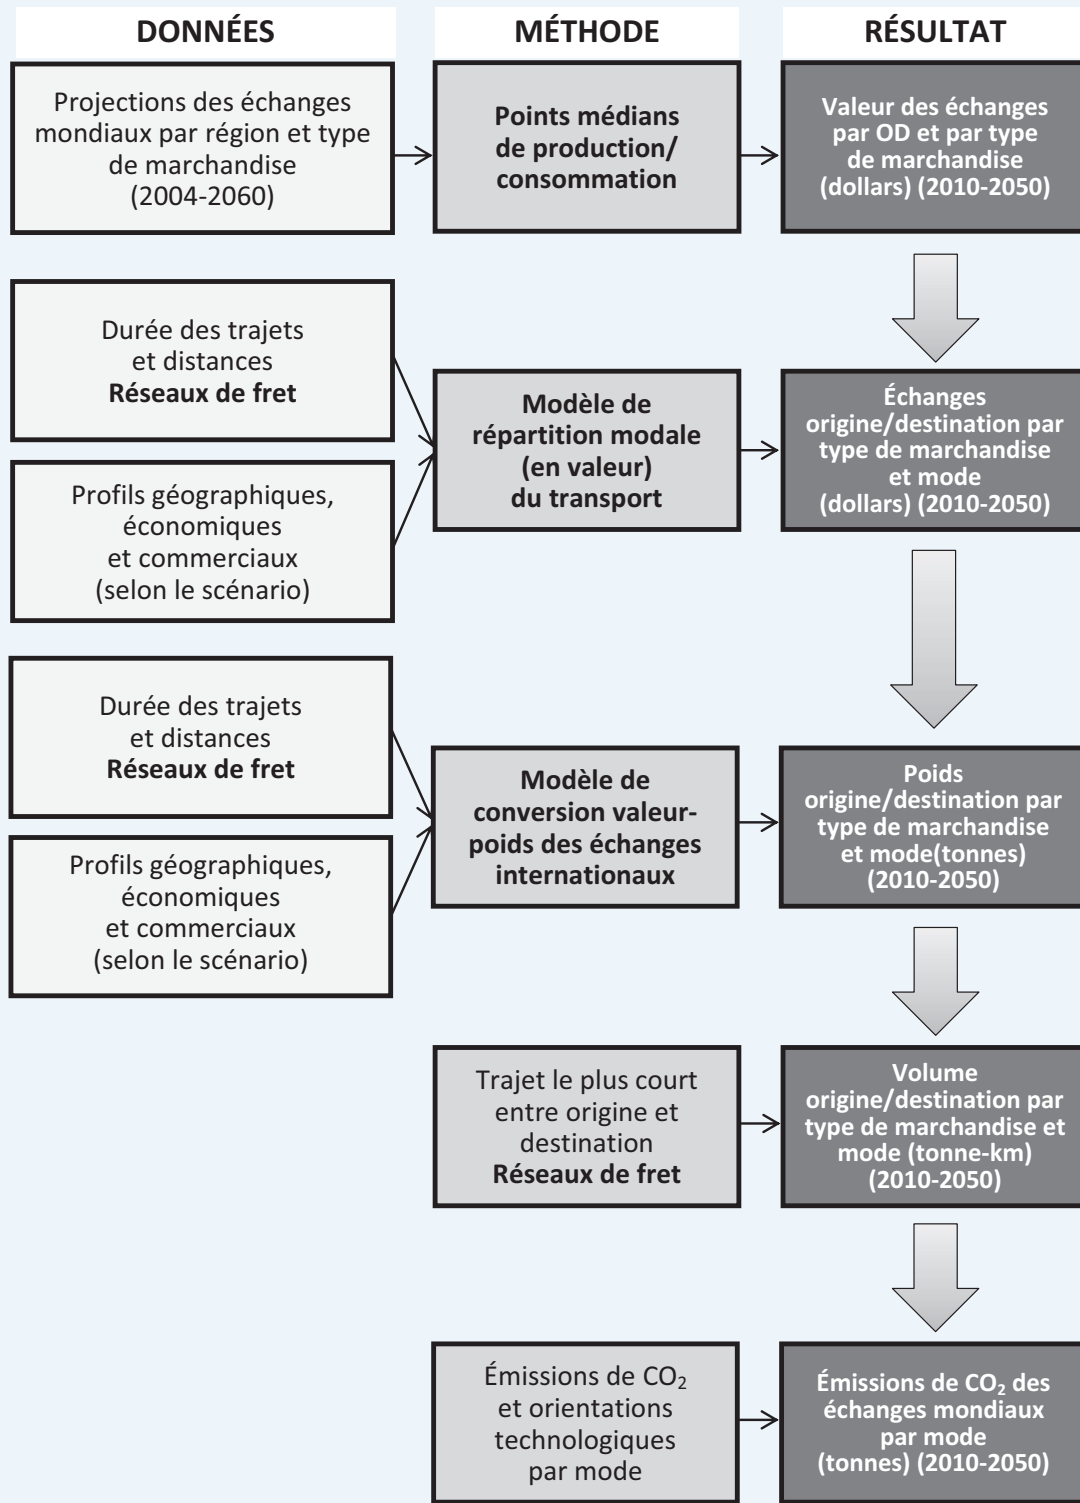 DONNÉES
MÉTHODE
RÉSULTAT
Projections des échanges
mondiaux par région et type
de marchandise
(2004-2060)
Points médians
de production/
consommation
Valeur des échanges
par OD et par type
de marchandise
(dollars) (2010-2050)
Durée des trajets
et distances
Réseaux de fret
Profils géographiques,
économiques
et commerciaux
(selon le scénario)
Modèle de
répartition modale
(en valeur)
du transport
Échanges
origine/destination par
type de marchandise
et mode
(dollars) (2010-2050)
Durée des trajets
et distances
Réseaux de fret
Profils géographiques,
économiques
et commerciaux
(selon le scénario)
Modèle de
conversion valeur-
poids des échanges
internationaux
Poids
origine/destination par
type de marchandise
et mode(tonnes)
(2010-2050)
Trajet le plus court
entre origine et
destination
Réseaux de fret
Volume
origine/destination par
type de marchandise et
mode (tonne-km)
(2010-2050)
Émissions de CO₂
et orientations
technologiques
par mode
Émissions de CO₂ des
échanges mondiaux
par mode
(tonnes) (2010-2050)